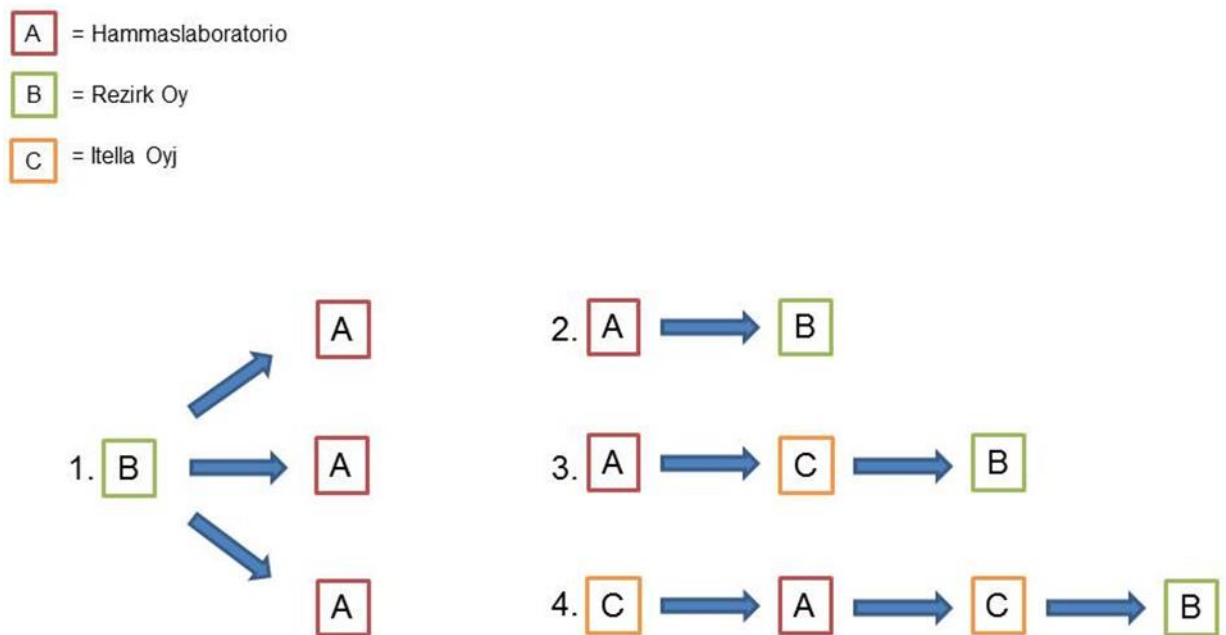 A = Hammaslaboratorio
B = Rezirk Oy
C = Itella Oyj
A
2. A B
1. B A
3. A C B
A
4. C A C B